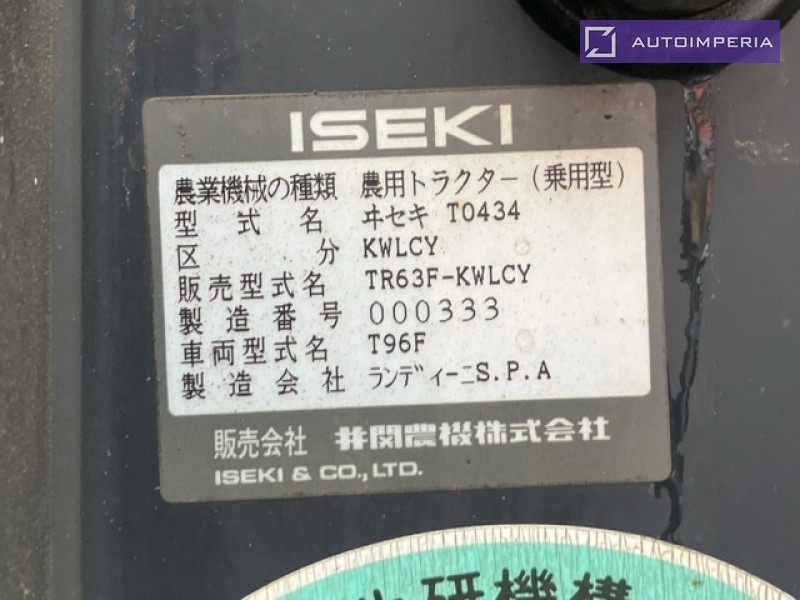 AUTOIMPERIA
ISEKI
農業機械の種類 農用トラクター(乗用型)
型式名 ヰセキ T0434
区分 KWLCY
販売型式名 TR63F-KWLCY
製造番号 000333
車両型式名 T96F
製造会社 ランディーニS.P.A
販売会社 井関農機株式会社
ISEKI & CO., LTD.
研機構